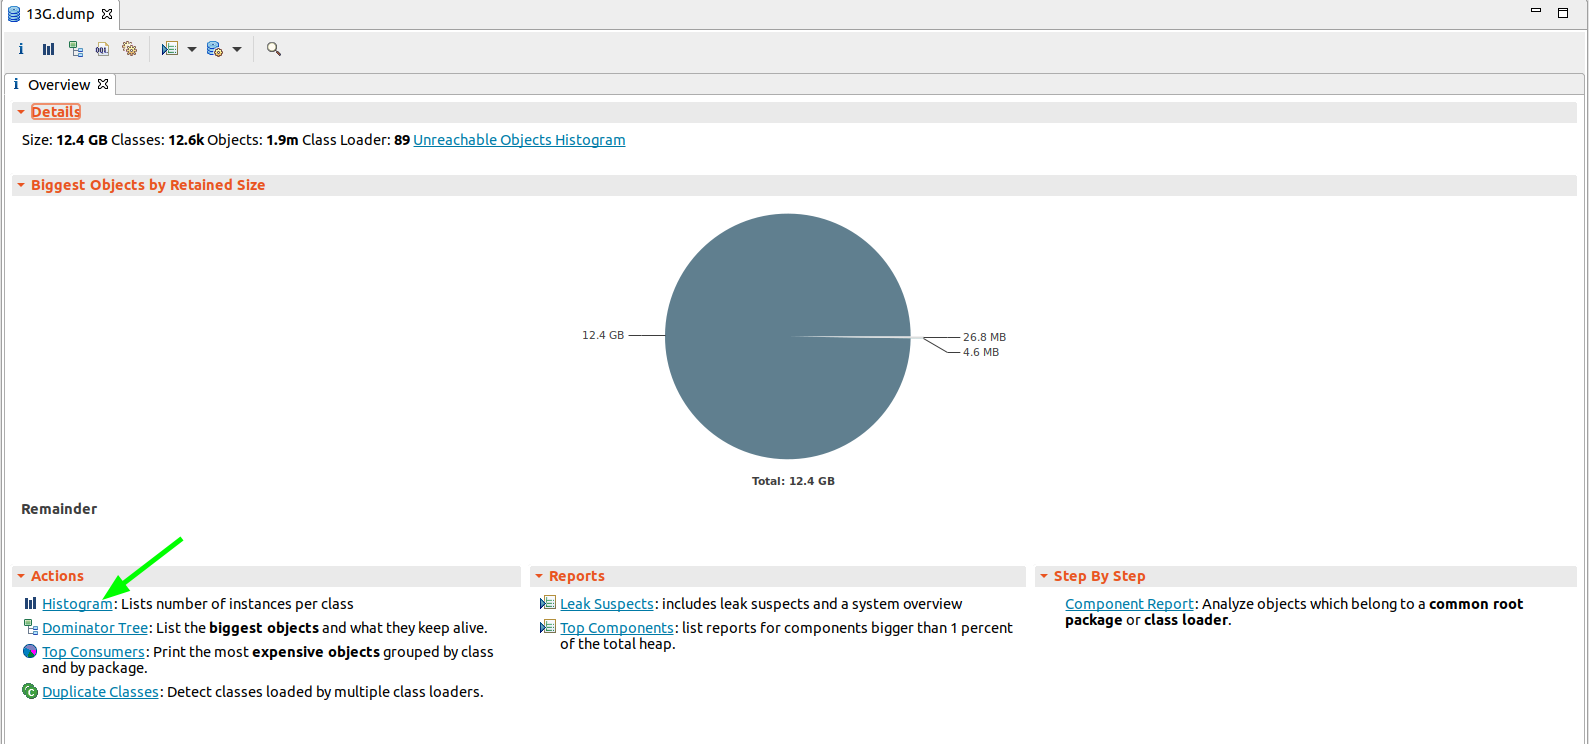 13G.dump
OQL
Overview
Details
Size: 12.4 GB Classes: 12.6k Objects: 1.9m Class Loader: 89 Unreachable Objects Histogram
Biggest Objects by Retained Size
12.4 GB
26.8 MB
4.6 MB
Total: 12.4 GB
Remainder
Actions
Histogram: Lists number of instances per class
Dominator Tree: List the biggest objects and what they keep alive.
Top Consumers: Print the most expensive objects grouped by class
and by package.
Duplicate Classes: Detect classes loaded by multiple class loaders.
Reports
Leak Suspects: includes leak suspects and a system overview
Top Components: list reports for components bigger than 1 percent
of the total heap.
Step By Step
Component Report: Analyze objects which belong to a common root
package or class loader.